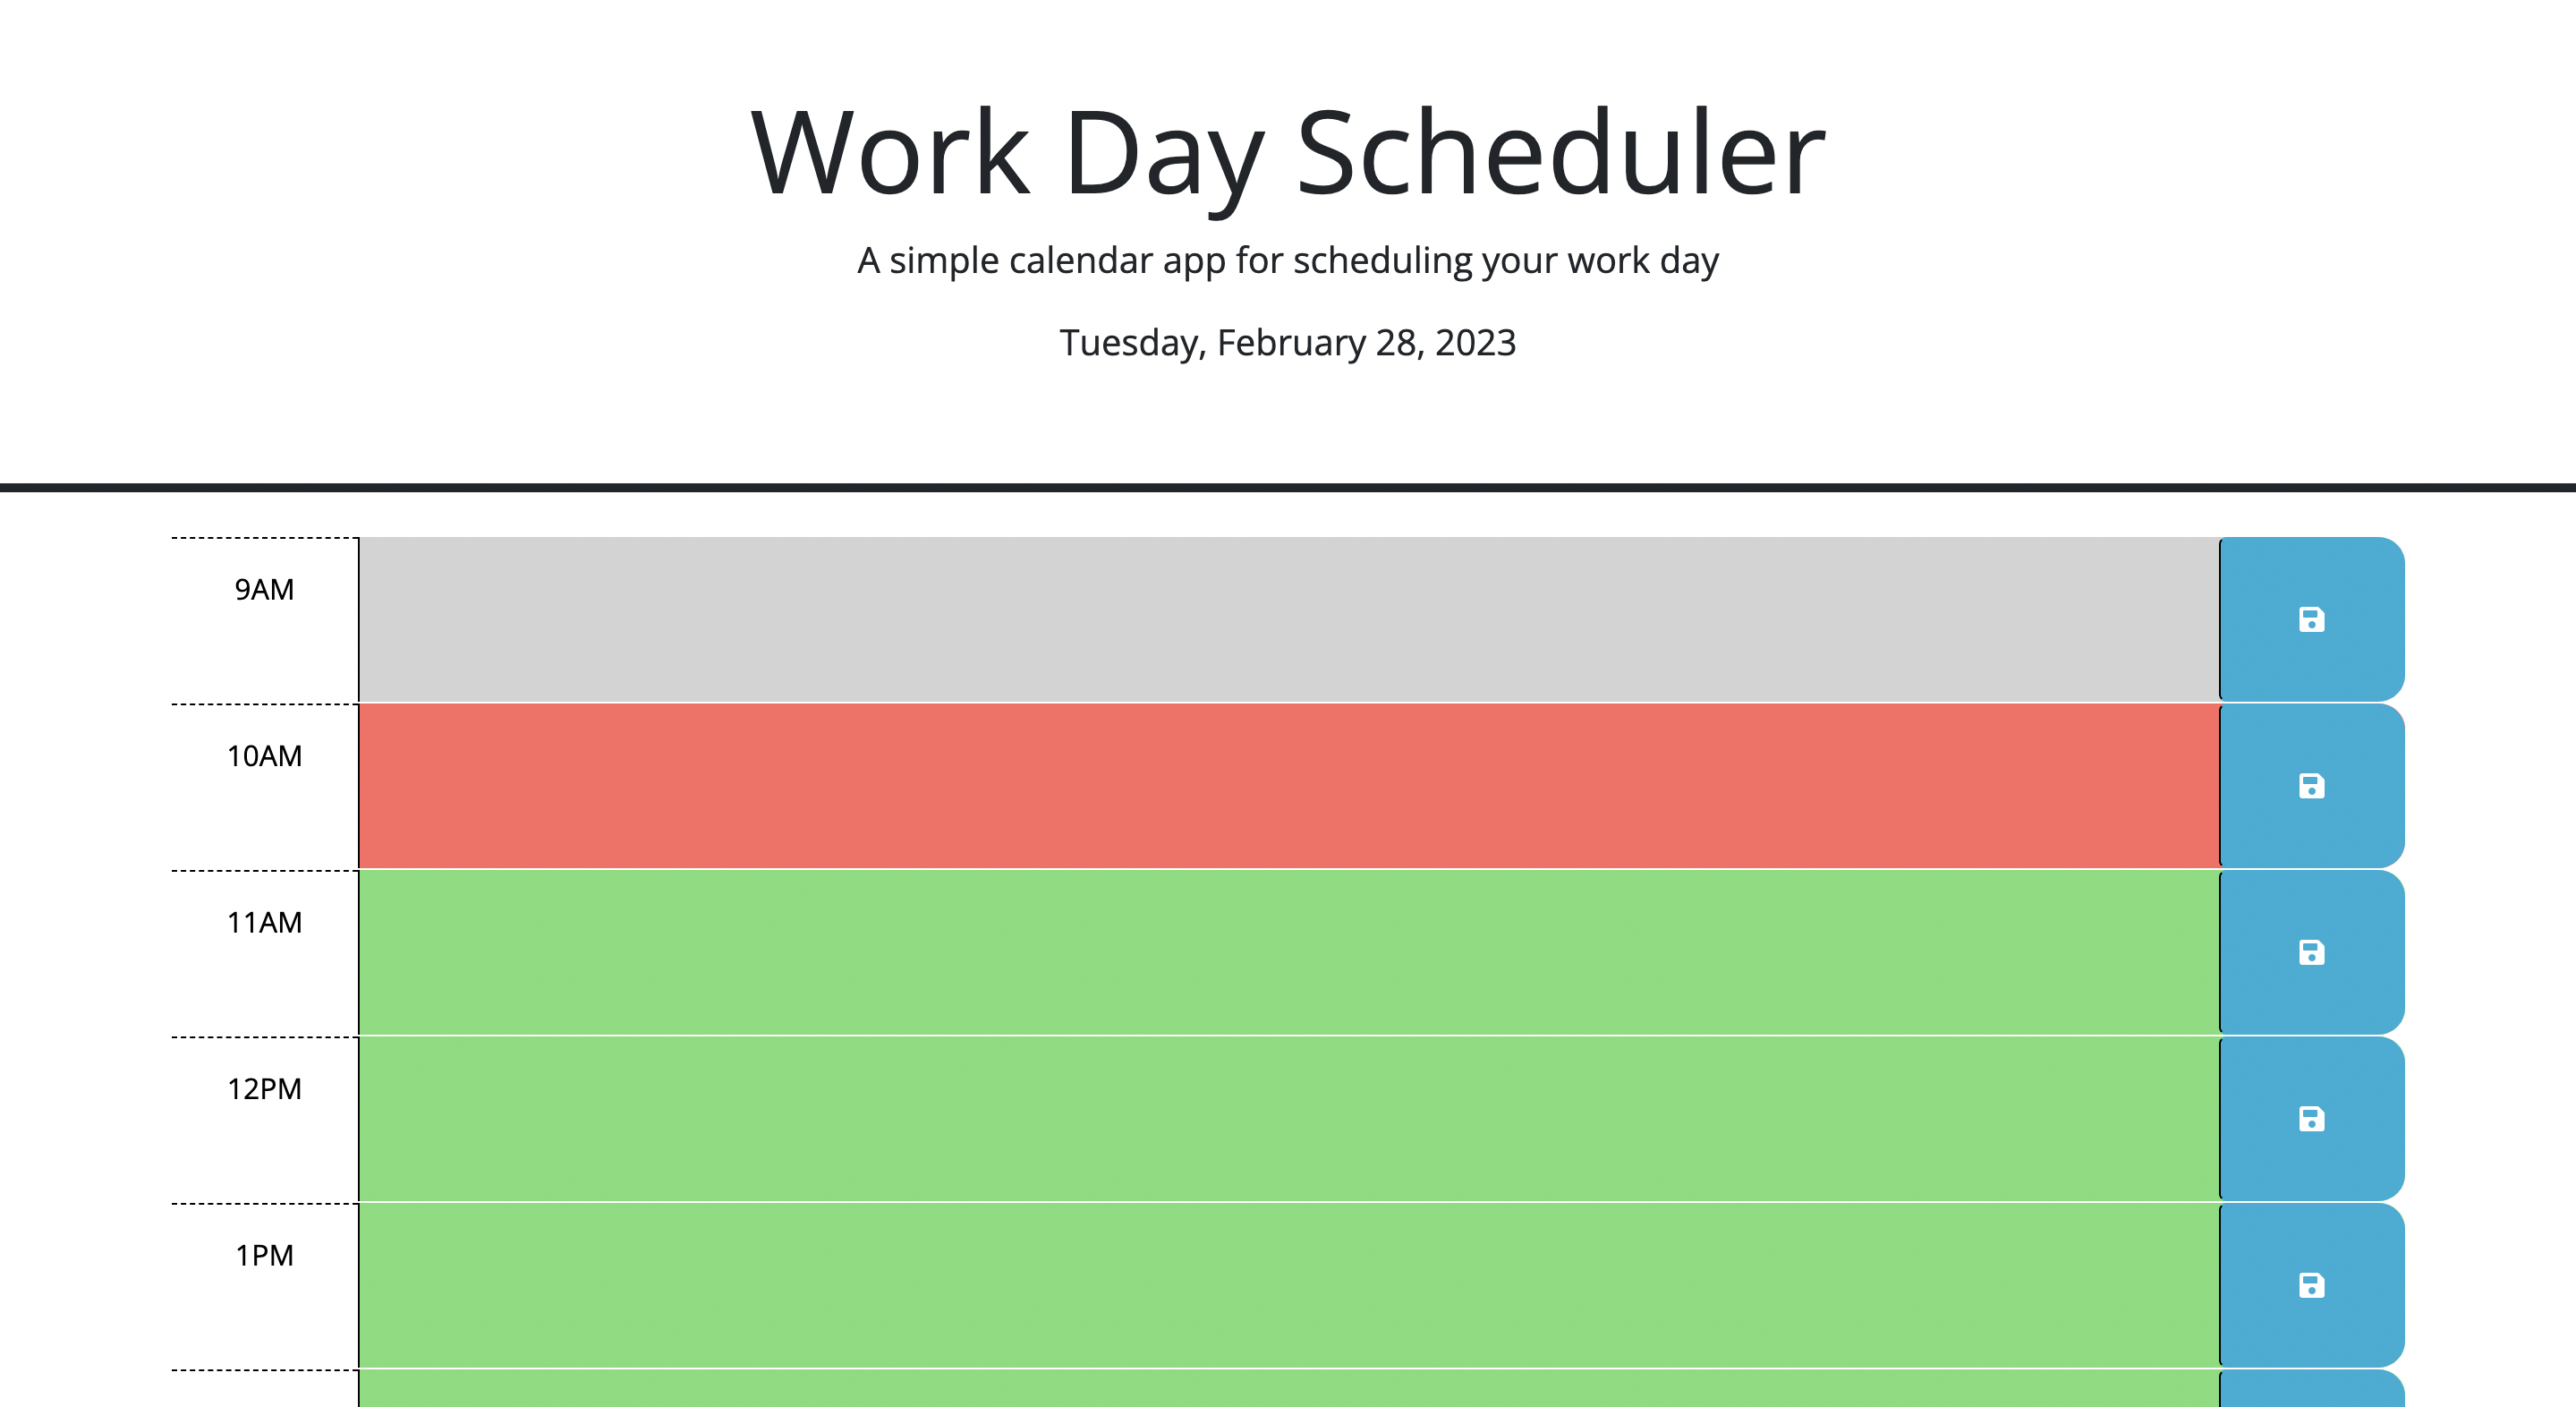 Work Day Scheduler
A simple calendar app for scheduling your work day
Tuesday, February 28, 2023
9AM
10AM
11AM
12PM
1PM